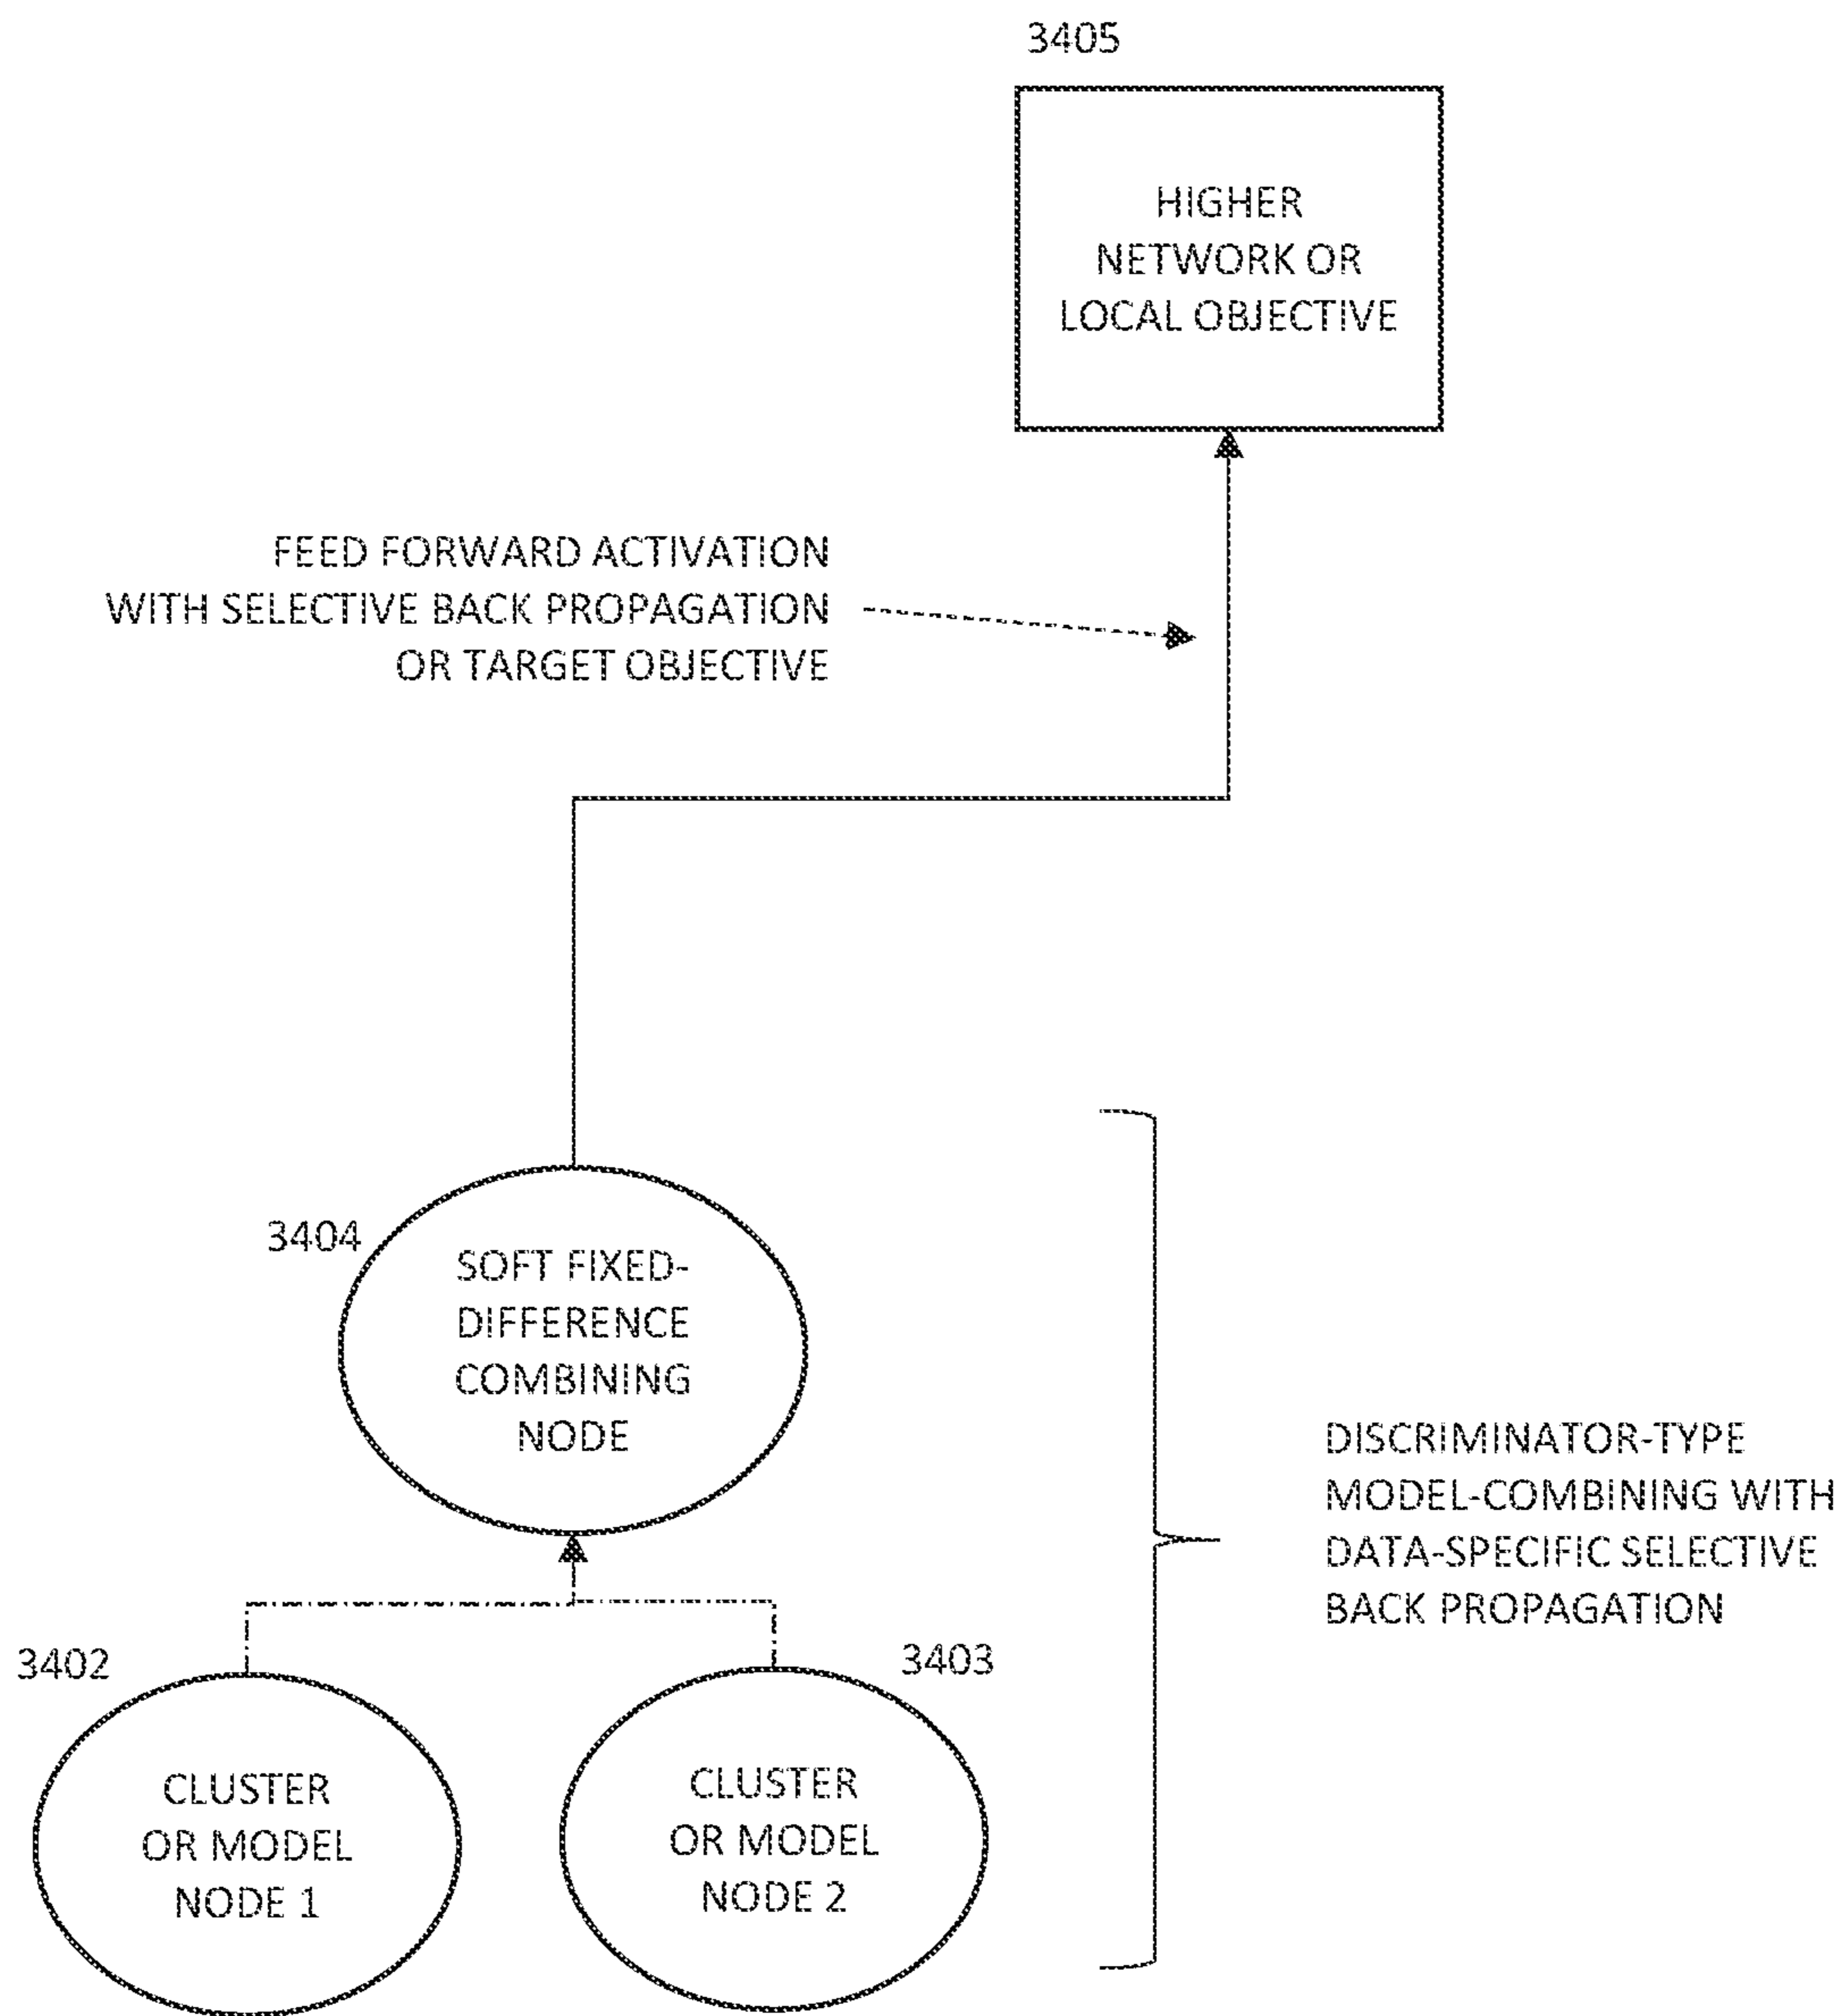 3405
HIGHER
NETWORK OR
LOCAL OBJECTIVE
FEED FORWARD ACTIVATION
WITH SELECTIVE BACK PROPAGATION
OR TARGET OBJECTIVE
3404
SOFT FIXED-
DIFFERENCE
COMBINING
NODE
DISCRIMINATOR-TYPE
MODEL-COMBINING WITH
DATA-SPECIFIC SELECTIVE
BACK PROPAGATION
3402
CLUSTER
OR MODEL
NODE 1
3403
CLUSTER
OR MODEL
NODE 2